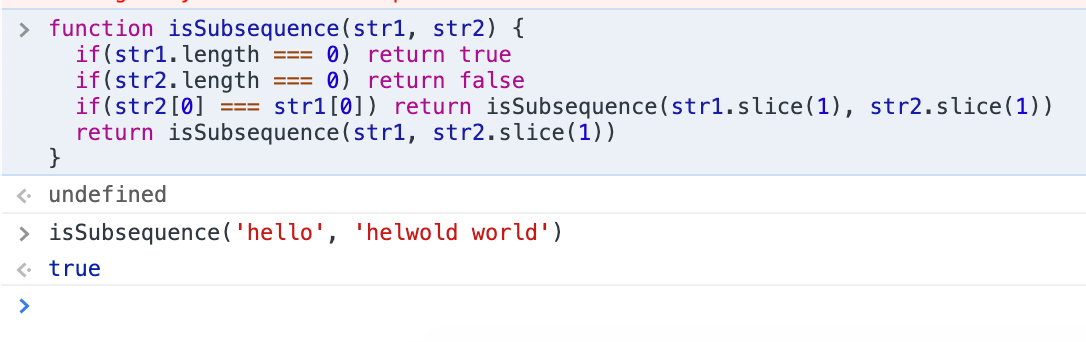 function isSubsequence(str1, str2) {
if(str1.length === 0) return true
if(str2.length === 0) return false
if(str2[0] === str1[0]) return isSubsequence(str1.slice(1), str2.slice(1))
return isSubsequence(str1, str2.slice(1))
}
undefined
isSubsequence('hello', 'helwold world')
true